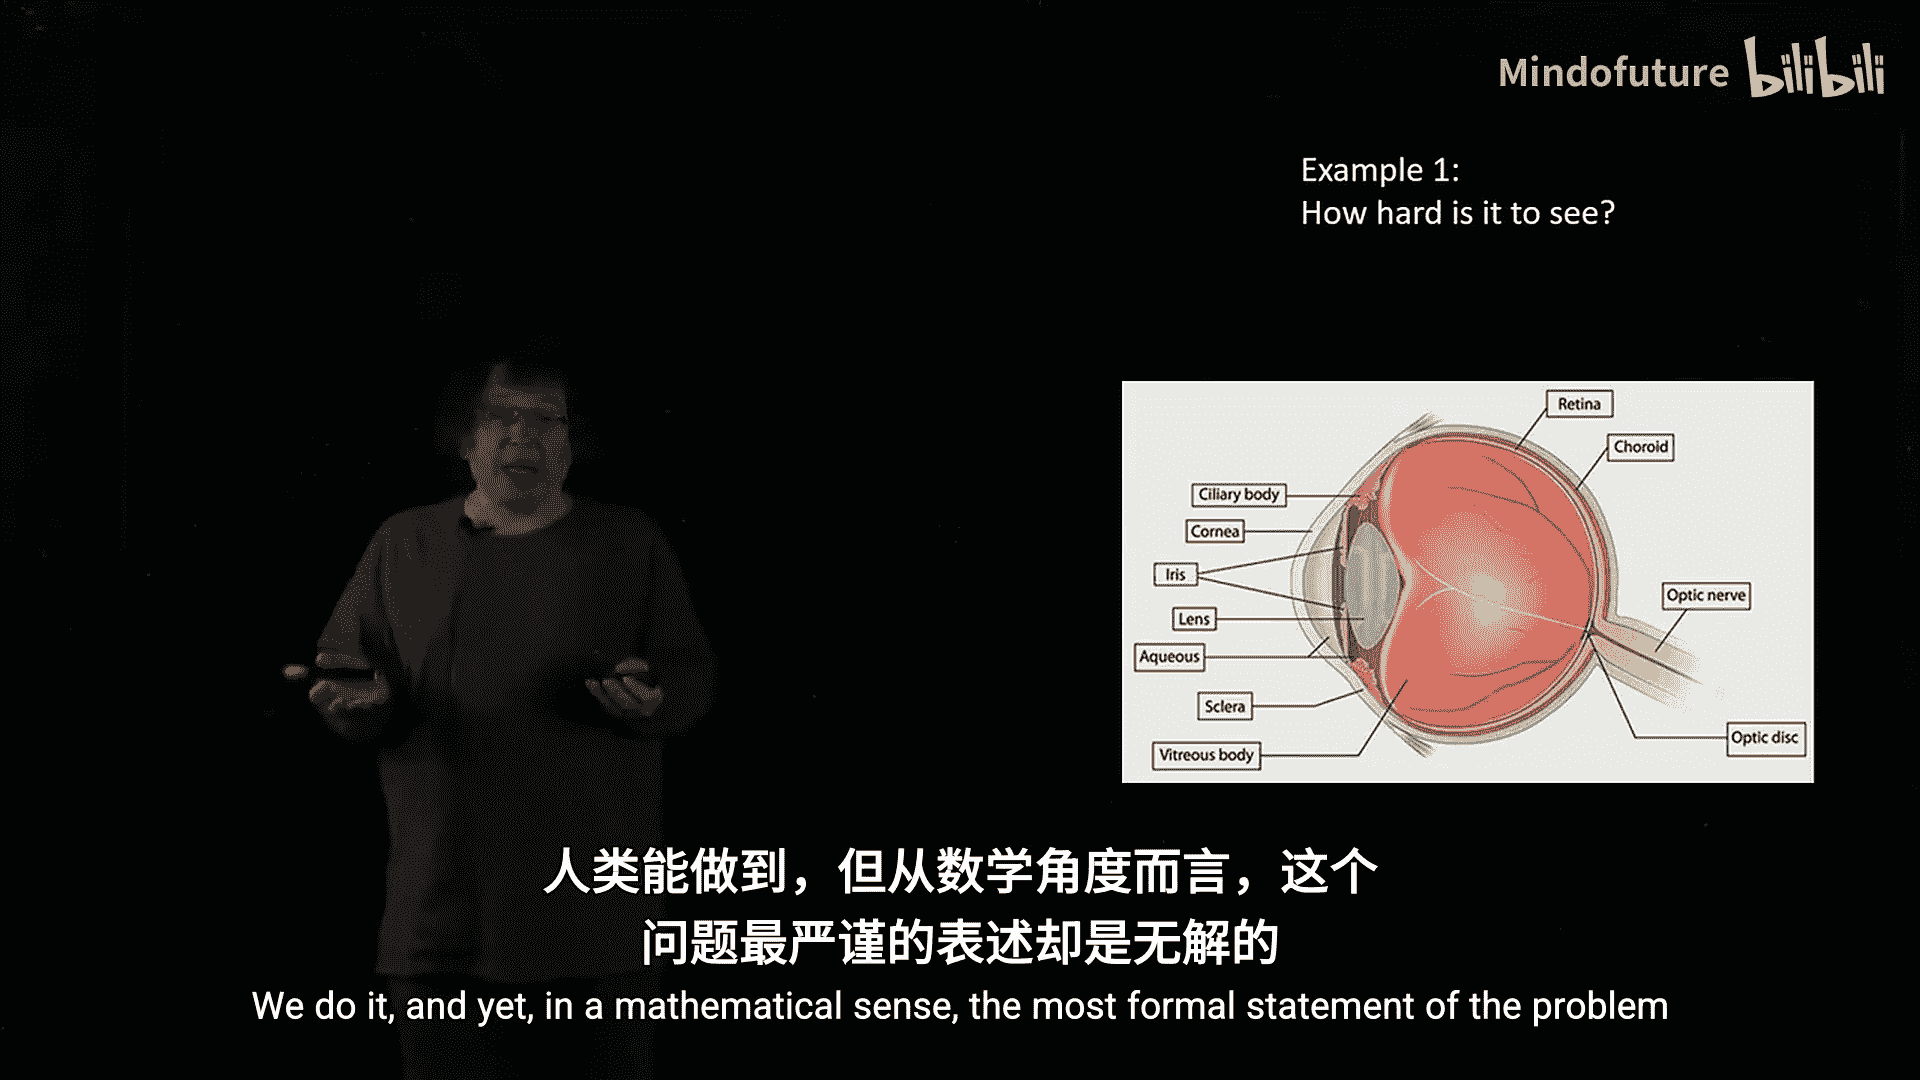 Mindofuture bilibili
Example 1:
How hard is it to see?
Retina
Choroid
Ciliary body
Cornea
Iris
Lens
Optic nerve
Aqueous
Sclera
Optic disc
Vitreous body
人类能做到，但从数学角度而言，这个
问题最严谨的表述却是无解的
We do it, and yet, in a mathematical sense, the most formal statement of the problem